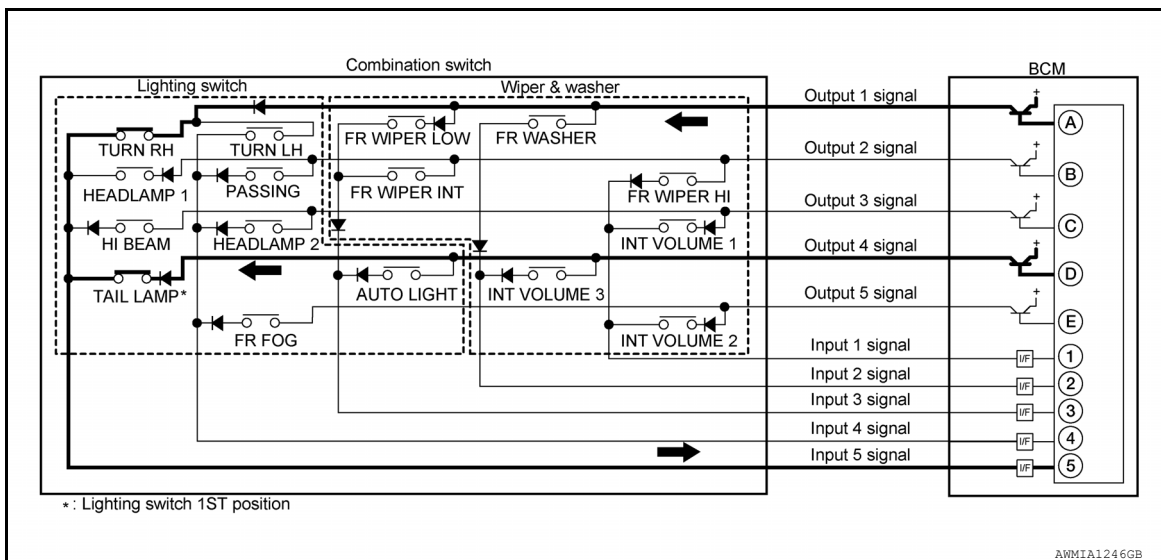 Combination switch
BCM
Lighting switch
Wiper & washer
Output 1 signal
+
A
FR WIPER LOW
FR WASHER
TURN RH
TURN LH
Output 2 signal
+
B
HEADLAMP 1
PASSING
FR WIPER INT
FR WIPER HI
Output 3 signal
+
C
HI BEAM
HEADLAMP 2
INT VOLUME 1
Output 4 signal
+
D
TAIL LAMP*
AUTO LIGHT
INT VOLUME 3
Output 5 signal
+
E
FR FOG
INT VOLUME 2
Input 1 signal
I/F
1
Input 2 signal
I/F
2
Input 3 signal
I/F
3
Input 4 signal
I/F
4
Input 5 signal
I/F
5
*: Lighting switch 1ST position
AWMIA1246GB